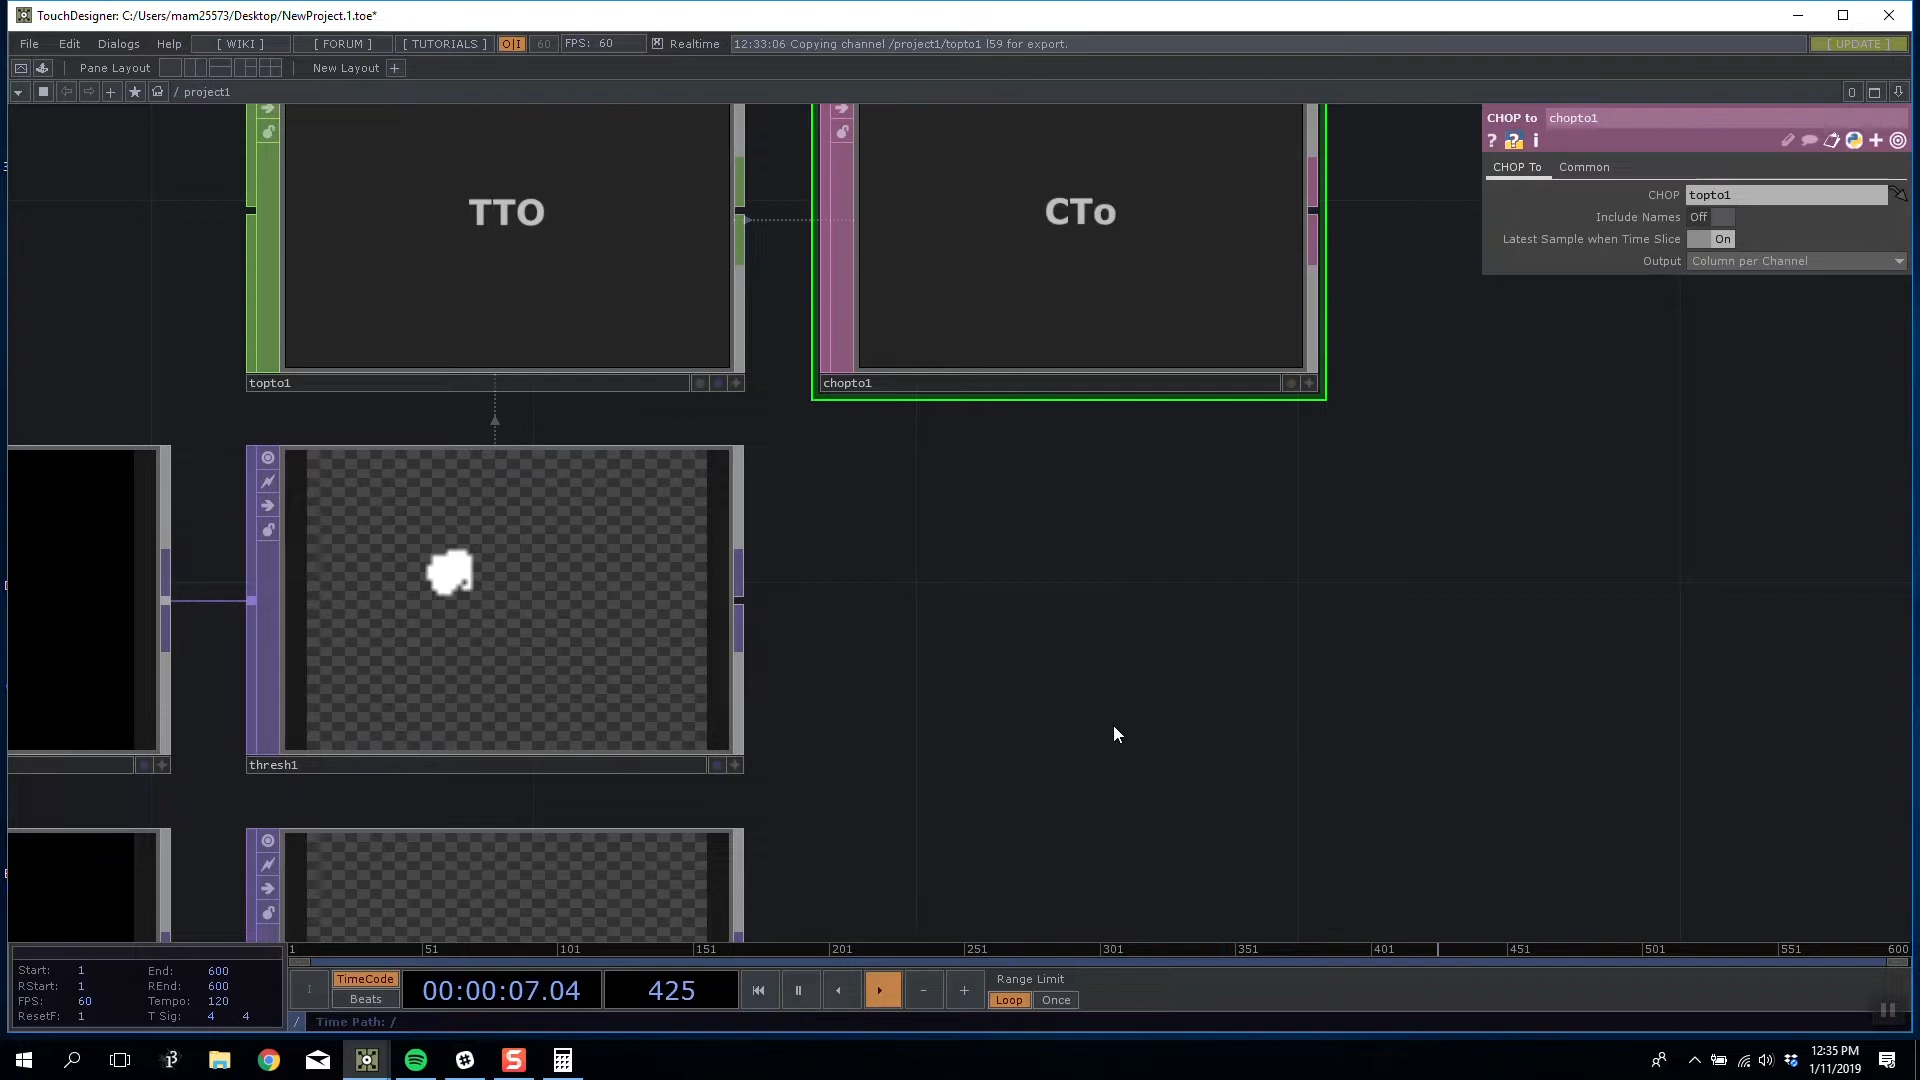 TouchDesigner: C:/Users/mam25573/Desktop/NewProject.1.toe*
File Edit Dialogs Help [ WIKI ] [ FORUM ] [ TUTORIALS ] O|I 60 FPS: 60 Realtime 12:33:06 Copying channel /project1/topto1 l59 for export. [ UPDATE ]
Pane Layout New Layout +
/ project1 0
CHOP to chopto1
? ? i
CHOP To Common
CHOP topto1
Include Names Off
Latest Sample when Time Slice On
Output Column per Channel
TTO
CTo
topto1
chopto1
thresh1
1 51 101 151 201 251 301 351 401 451 501 551 600
Start: 1 End: 600
RStart: 1 REnd: 600
FPS: 60 Tempo: 120
ResetF: 1 T Sig: 4 4
TimeCode
Beats
00:00:07.04
425
Range Limit
Loop Once
/ Time Path: /
12:35 PM
1/11/2019